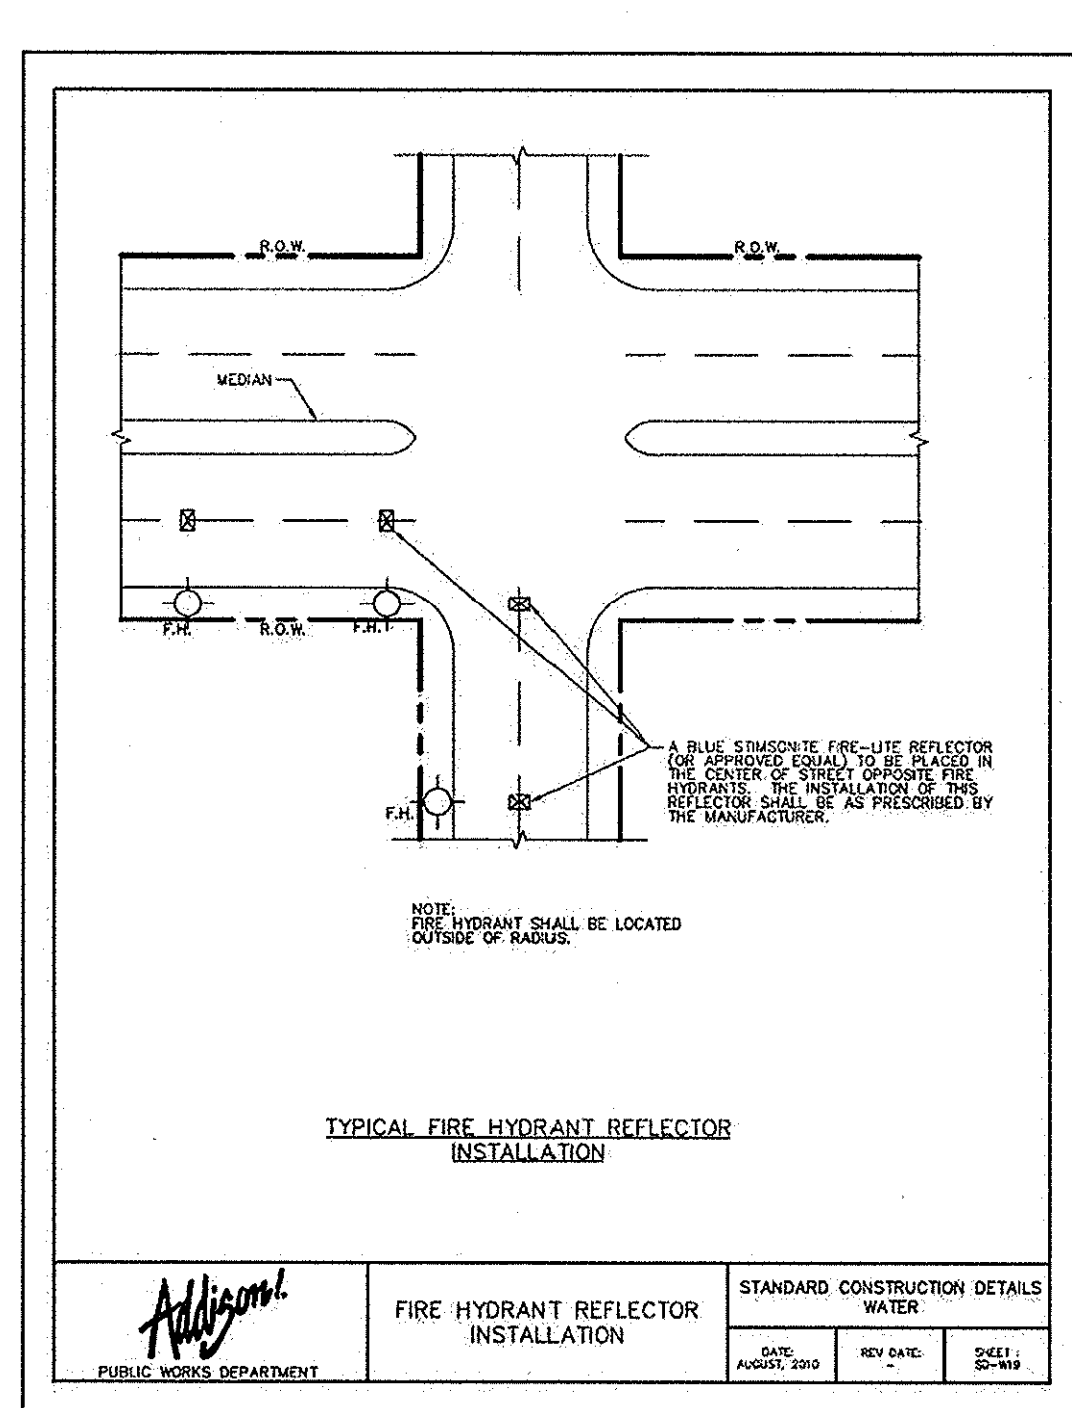 R.O.W.
R.O.W.
MEDIAN
F.H.
R.O.W.
F.H.
A BLUE STIMSONITE FIRE-LITE REFLECTOR
(OR APPROVED EQUAL) TO BE PLACED IN
THE CENTER OF STREET OPPOSITE FIRE
HYDRANTS. THE INSTALLATION OF THIS
REFLECTOR SHALL BE AS PRESCRIBED BY
THE MANUFACTURER.
F.H.
NOTE:
FIRE HYDRANT SHALL BE LOCATED
OUTSIDE OF RADIUS.
TYPICAL FIRE HYDRANT REFLECTOR
INSTALLATION
Addison!
PUBLIC WORKS DEPARTMENT
FIRE HYDRANT REFLECTOR
INSTALLATION
STANDARD CONSTRUCTION DETAILS
WATER
DATE:
AUGUST, 2010
REV DATE:
-
SHEET :
SD-W19